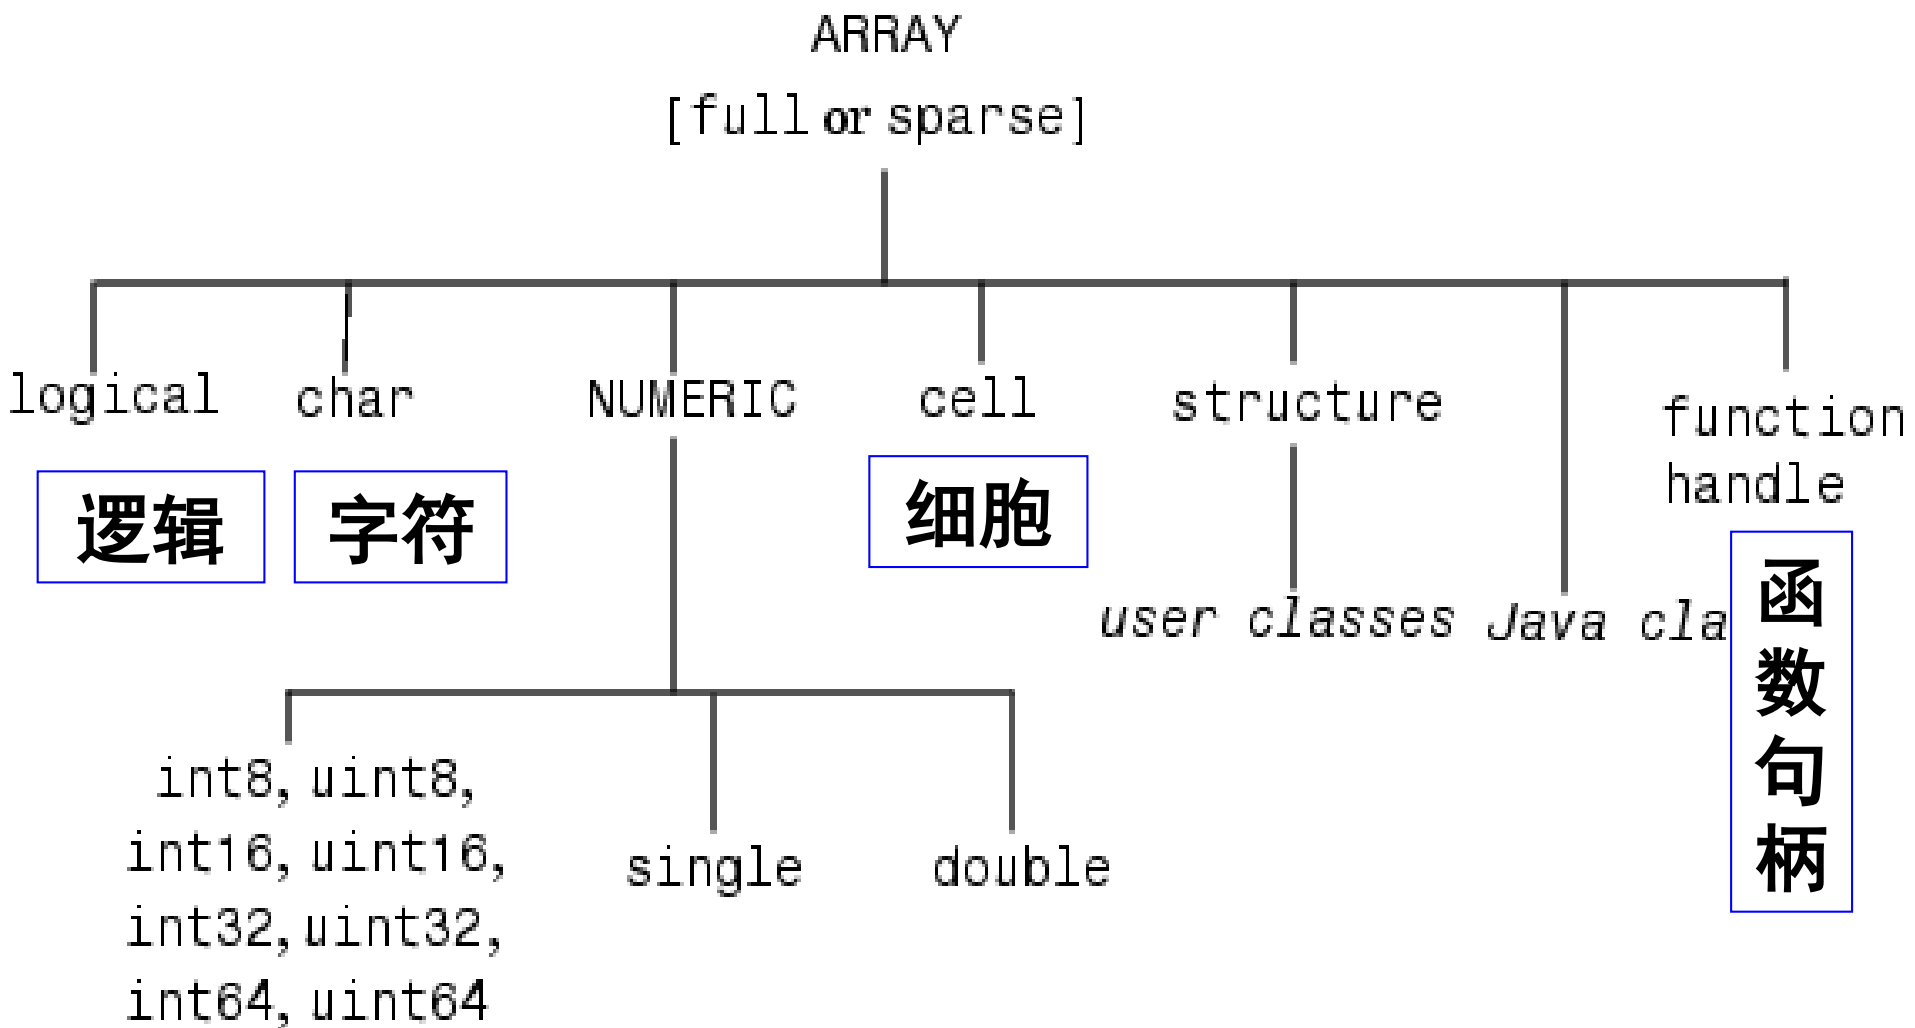 ARRAY
[full or sparse]
logical char NUMERIC cell structure function
handle
逻辑 字符 细胞
函
数
句
柄
user classes Java cla
int8, uint8,
int16, uint16,
int32, uint32,
int64, uint64
single double